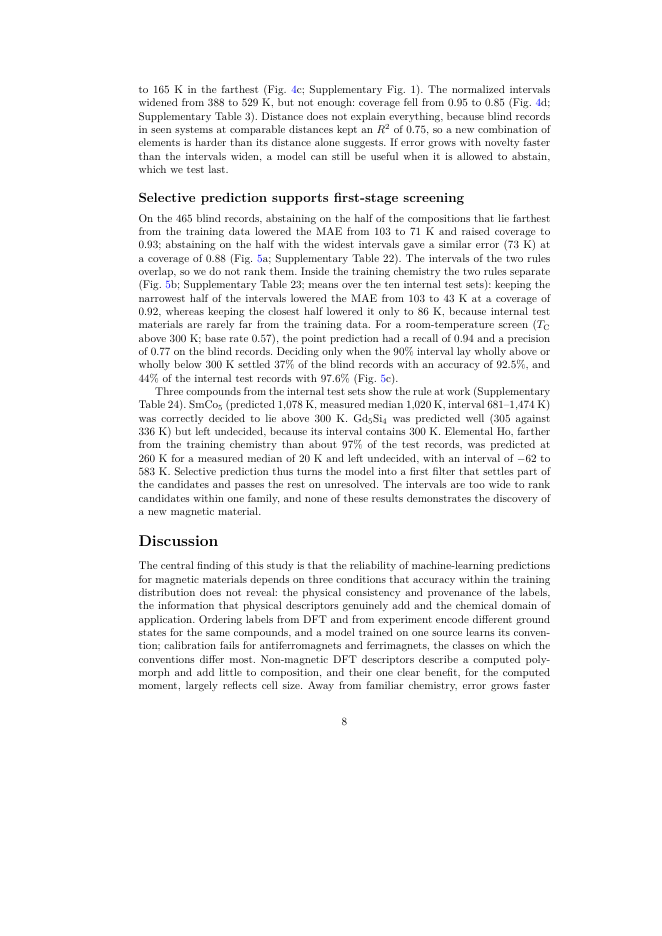 to 165 K in the farthest (Fig. 4c; Supplementary Fig. 1). The normalized intervals
widened from 388 to 529 K, but not enough: coverage fell from 0.95 to 0.85 (Fig. 4d;
Supplementary Table 3). Distance does not explain everything, because blind records
in seen systems at comparable distances kept an R² of 0.75, so a new combination of
elements is harder than its distance alone suggests. If error grows with novelty faster
than the intervals widen, a model can still be useful when it is allowed to abstain,
which we test last.
Selective prediction supports first-stage screening
On the 465 blind records, abstaining on the half of the compositions that lie farthest
from the training data lowered the MAE from 103 to 71 K and raised coverage to
0.93; abstaining on the half with the widest intervals gave a similar error (73 K) at
a coverage of 0.88 (Fig. 5a; Supplementary Table 22). The intervals of the two rules
overlap, so we do not rank them. Inside the training chemistry the two rules separate
(Fig. 5b; Supplementary Table 23; means over the ten internal test sets): keeping the
narrowest half of the intervals lowered the MAE from 103 to 43 K at a coverage of
0.92, whereas keeping the closest half lowered it only to 86 K, because internal test
materials are rarely far from the training data. For a room-temperature screen (T_C
above 300 K; base rate 0.57), the point prediction had a recall of 0.94 and a precision
of 0.77 on the blind records. Deciding only when the 90% interval lay wholly above or
wholly below 300 K settled 37% of the blind records with an accuracy of 92.5%, and
44% of the internal test records with 97.6% (Fig. 5c).
Three compounds from the internal test sets show the rule at work (Supplementary
Table 24). SmCo₅ (predicted 1,078 K, measured median 1,020 K, interval 681–1,474 K)
was correctly decided to lie above 300 K. Gd₅Si₄ was predicted well (305 against
336 K) but left undecided, because its interval contains 300 K. Elemental Ho, farther
from the training chemistry than about 97% of the test records, was predicted at
260 K for a measured median of 20 K and left undecided, with an interval of −62 to
583 K. Selective prediction thus turns the model into a first filter that settles part of
the candidates and passes the rest on unresolved. The intervals are too wide to rank
candidates within one family, and none of these results demonstrates the discovery of
a new magnetic material.
Discussion
The central finding of this study is that the reliability of machine-learning predictions
for magnetic materials depends on three conditions that accuracy within the training
distribution does not reveal: the physical consistency and provenance of the labels,
the information that physical descriptors genuinely add and the chemical domain of
application. Ordering labels from DFT and from experiment encode different ground
states for the same compounds, and a model trained on one source learns its conven-
tion; calibration fails for antiferromagnets and ferrimagnets, the classes on which the
conventions differ most. Non-magnetic DFT descriptors describe a computed poly-
morph and add little to composition, and their one clear benefit, for the computed
moment, largely reflects cell size. Away from familiar chemistry, error grows faster
8